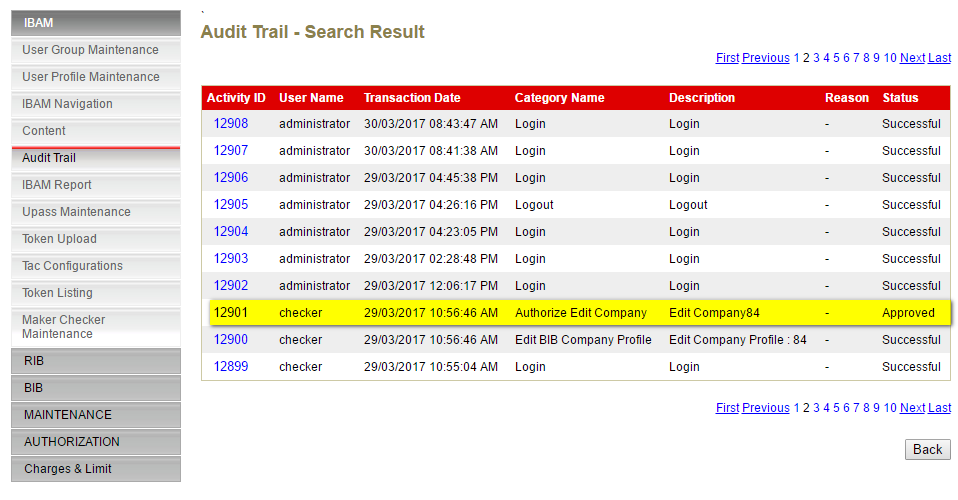 IBAM
User Group Maintenance
User Profile Maintenance
IBAM Navigation
Content
Audit Trail
IBAM Report
Upass Maintenance
Token Upload
Tac Configurations
Token Listing
Maker Checker
Maintenance
RIB
BIB
MAINTENANCE
AUTHORIZATION
Charges & Limit
`
Audit Trail - Search Result
First Previous 1 2 3 4 5 6 7 8 9 10 Next Last
Activity ID User Name Transaction Date Category Name Description Reason Status
12908 administrator 30/03/2017 08:43:47 AM Login Login - Successful
12907 administrator 30/03/2017 08:41:38 AM Login Login - Successful
12906 administrator 29/03/2017 04:45:38 PM Login Login - Successful
12905 administrator 29/03/2017 04:26:16 PM Logout Logout - Successful
12904 administrator 29/03/2017 04:23:05 PM Login Login - Successful
12903 administrator 29/03/2017 02:28:48 PM Login Login - Successful
12902 administrator 29/03/2017 12:06:17 PM Login Login - Successful
12901 checker 29/03/2017 10:56:46 AM Authorize Edit Company Edit Company84 - Approved
12900 checker 29/03/2017 10:56:46 AM Edit BIB Company Profile Edit Company Profile : 84 - Successful
12899 checker 29/03/2017 10:55:04 AM Login Login - Successful
First Previous 1 2 3 4 5 6 7 8 9 10 Next Last
Back